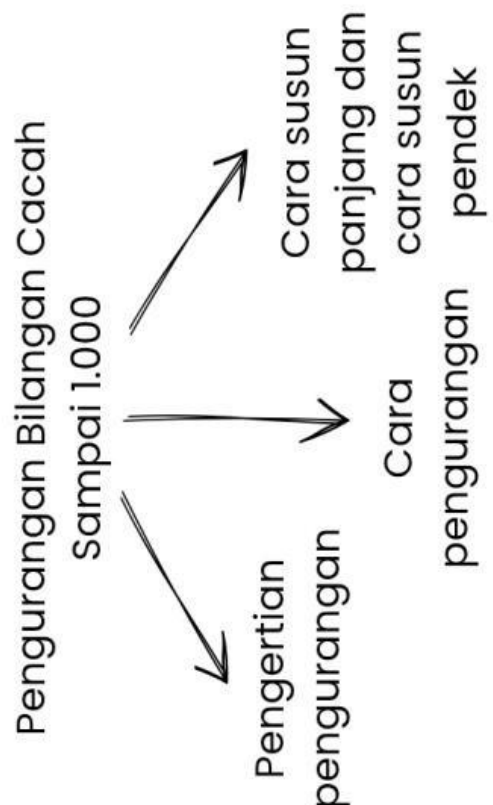 Pengurangan Bilangan Cacah
Sampai 1.000
Pengertian
pengurangan
Cara
pengurangan
Cara susun
panjang dan
cara susun
pendek